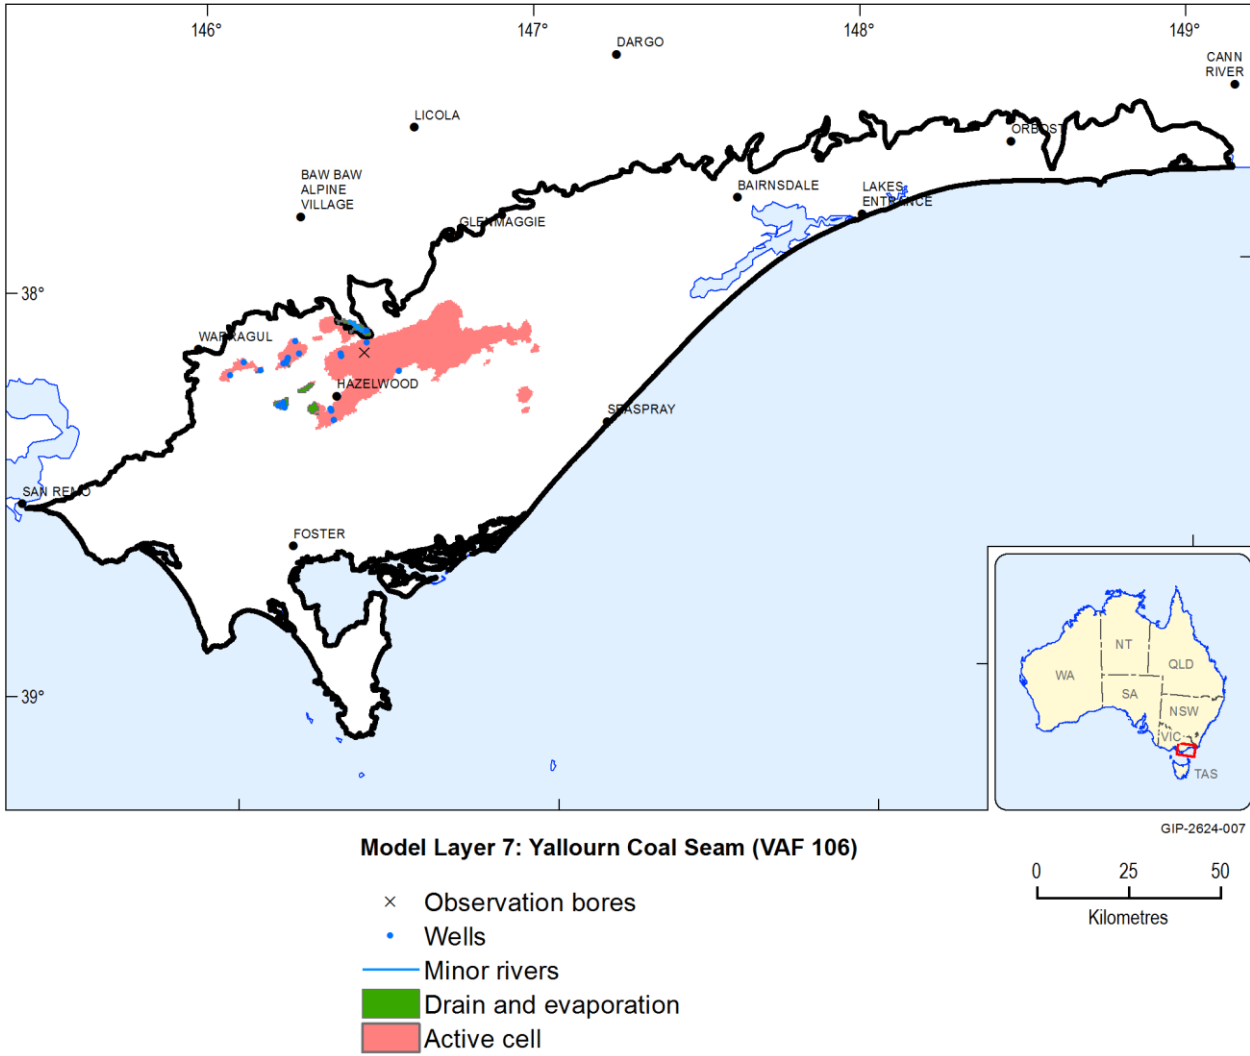 146°
147°
148°
149°
DARGO
CANN
RIVER
LICOLA
ORBOST
BAW BAW
ALPINE
VILLAGE
BAIRNSDALE
LAKES
ENTRANCE
GLENMAGGIE
38°
WARRAGUL
HAZELWOOD
SEASPRAY
SAN REMO
FOSTER
39°
NT
WA
QLD
SA
NSW
VIC
TAS
GIP-2624-007
Model Layer 7: Yallourn Coal Seam (VAF 106)
Observation bores
Wells
Minor rivers
Drain and evaporation
Active cell
0 25 50
Kilometres